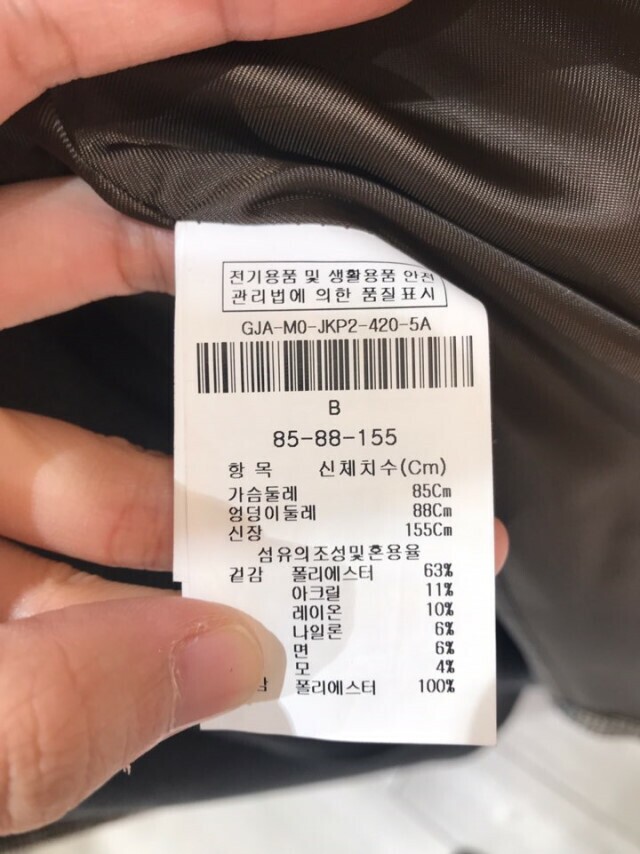 전기용품 및 생활용품 안전
관리법에 의한 품질표시
GJA-M0-JKP2-420-5A
B
85-88-155
항 목 신체치수(Cm)
가슴둘레 85Cm
엉덩이둘레 88Cm
신장 155Cm
섬유의조성및혼용율
겉감 폴리에스터 63%
아크릴 11%
레이온 10%
나일론 6%
면 6%
모 4%
폴리에스터 100%